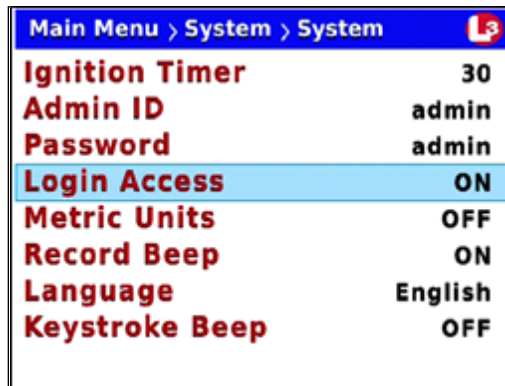 Main Menu > System > System L3
Ignition Timer 30
Admin ID admin
Password admin
Login Access ON
Metric Units OFF
Record Beep ON
Language English
Keystroke Beep OFF